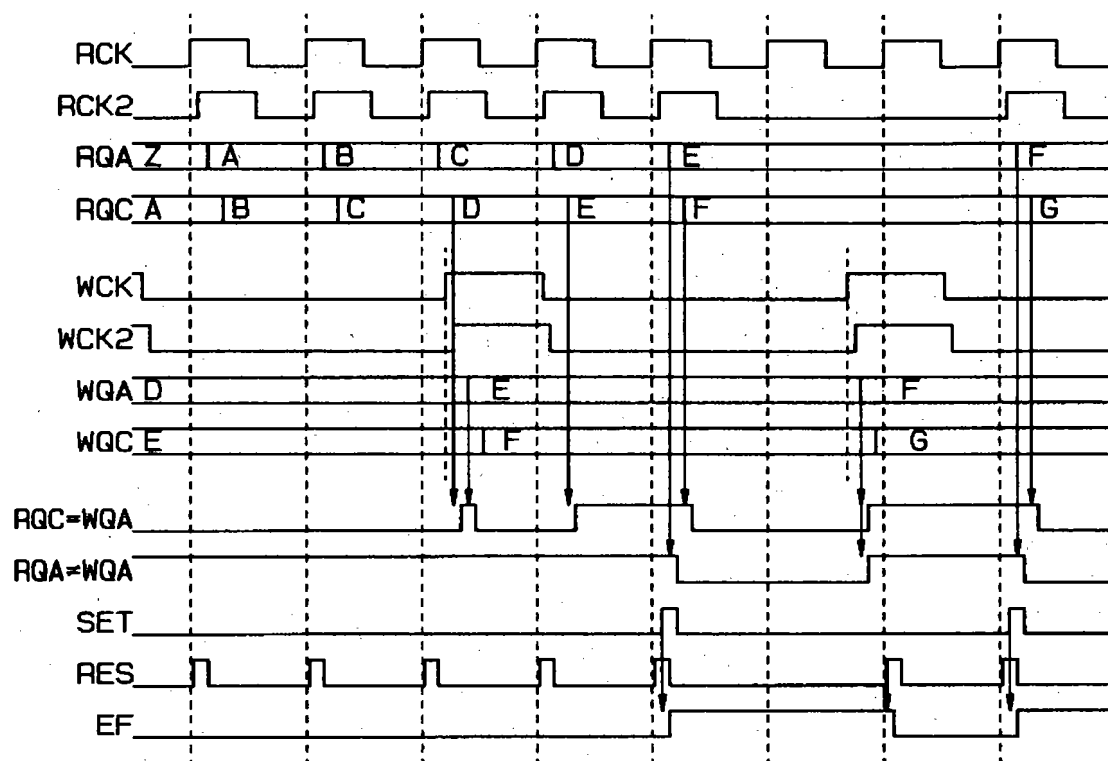 RCK
RCK2
RQA Z A B C D E F
RQC A B C D E F G
WCK
WCK2
WQA D E F
WQC E F G
RQC=WQA
RQA≠WQA
SET
RES
EF